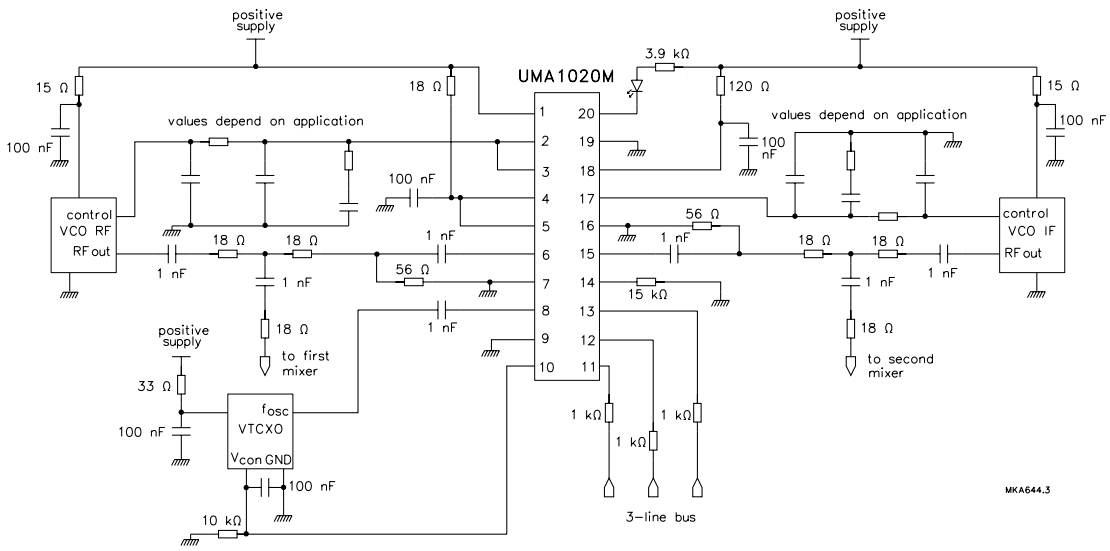 positive
supply
positive
supply
15 Ω
18 Ω
UMA1020M
3.9 kΩ
120 Ω
15 Ω
100 nF
values depend on application
100
nF
values depend on application
100 nF
100 nF
1
2
3
4
5
6
7
8
9
10
20
19
18
17
16
15
14
13
12
11
control
VCO RF
RF out
18 Ω
18 Ω
1 nF
1 nF
1 nF
56 Ω
1 nF
18 Ω
to first
mixer
56 Ω
1 nF
18 Ω
18 Ω
control
VCO IF
RF out
1 nF
1 nF
15 kΩ
18 Ω
to second
mixer
positive
supply
33 Ω
100 nF
fosc
VTCXO
Vcon GND
100 nF
10 kΩ
1 kΩ
1 kΩ
1 kΩ
3-line bus
MKA644.3